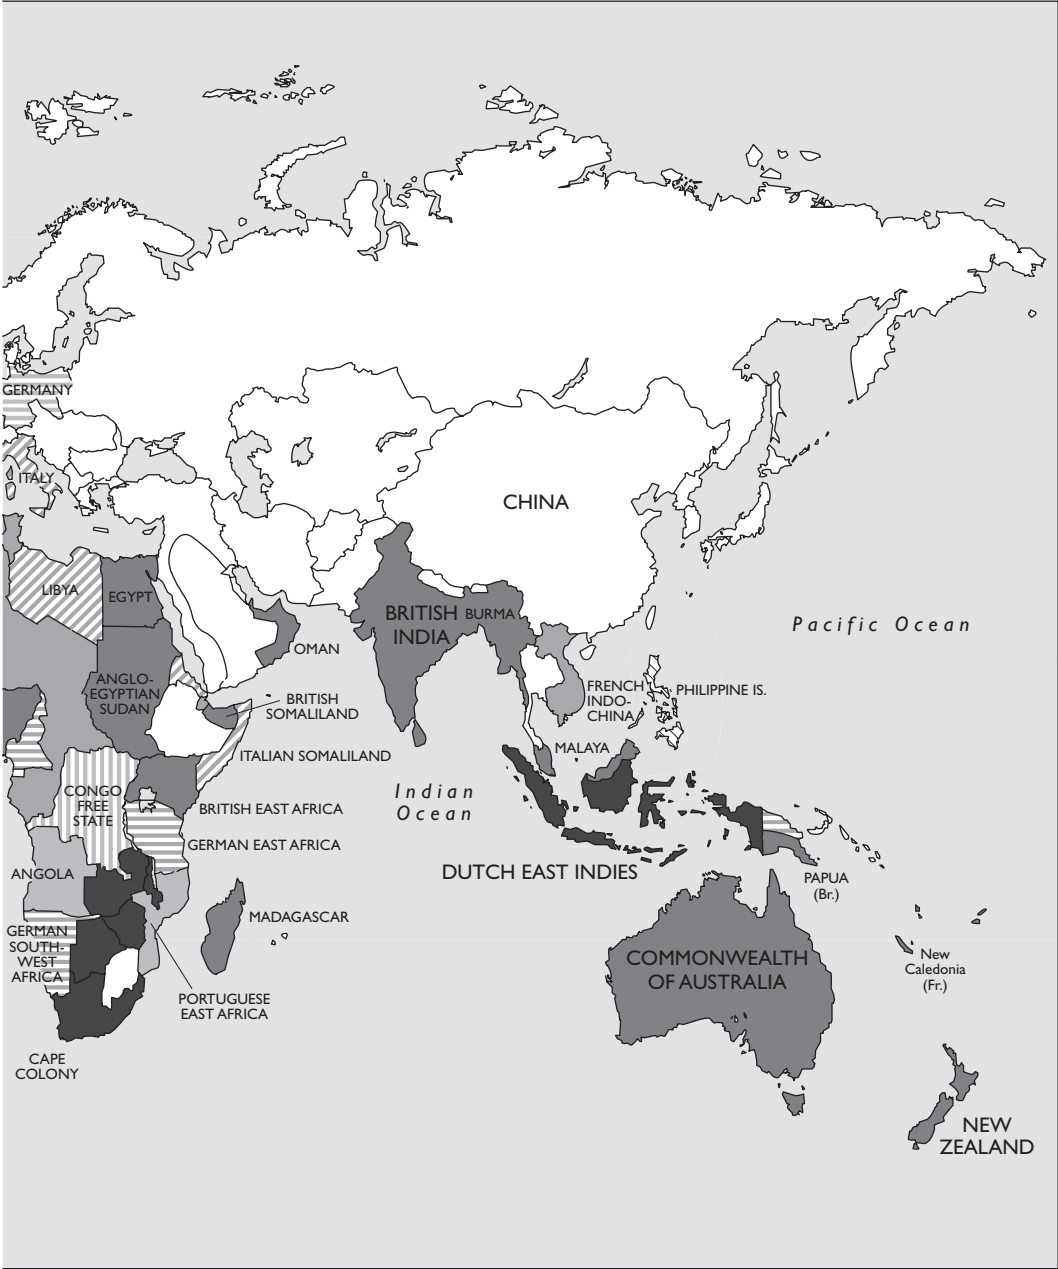 GERMANY
ITALY
CHINA
LIBYA
EGYPT
BRITISH
INDIA
BURMA
Pacific Ocean
OMAN
ANGLO-
EGYPTIAN
SUDAN
BRITISH
SOMALILAND
FRENCH
INDO-
CHINA
PHILIPPINE IS.
ITALIAN SOMALILAND
MALAYA
CONGO
FREE
STATE
Indian
Ocean
BRITISH EAST AFRICA
GERMAN EAST AFRICA
DUTCH EAST INDIES
ANGOLA
PAPUA
(Br.)
MADAGASCAR
GERMAN
SOUTH-
WEST
AFRICA
COMMONWEALTH
OF AUSTRALIA
New
Caledonia
(Fr.)
PORTUGUESE
EAST AFRICA
CAPE
COLONY
NEW
ZEALAND